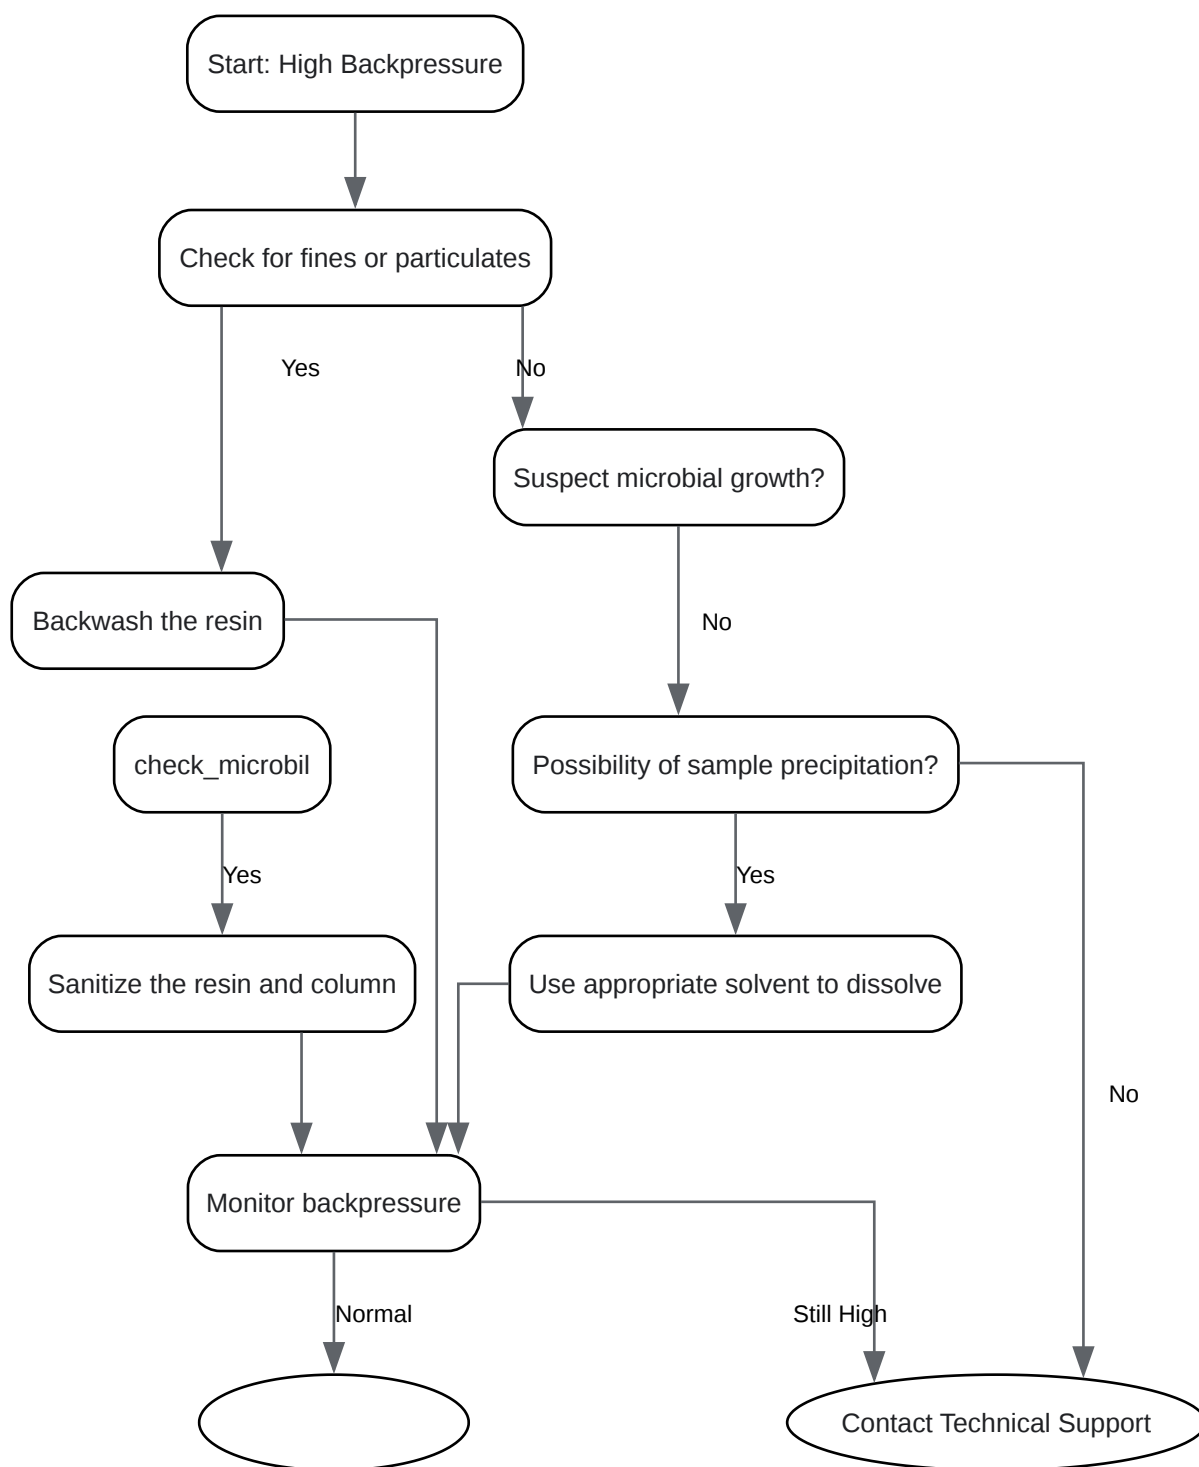 Start: High Backpressure
Check for fines or particulates
Yes
No
Suspect microbial growth?
Backwash the resin
No
check_microbil
Possibility of sample precipitation?
Yes
Yes
Sanitize the resin and column
Use appropriate solvent to dissolve
No
Monitor backpressure
Normal
Still High
Contact Technical Support